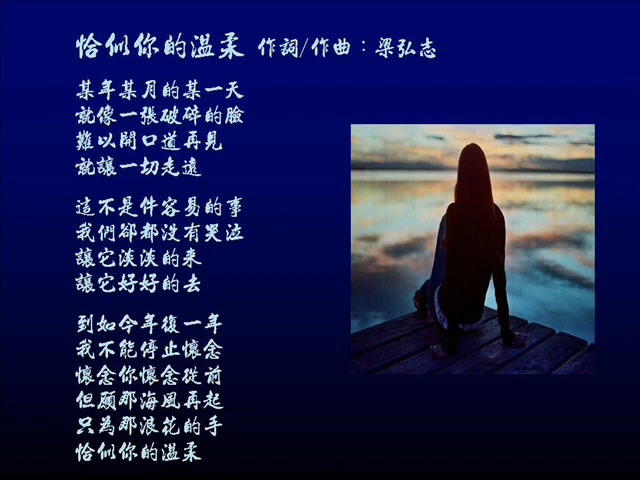 恰似你的溫柔 作詞/作曲：梁弘志
某年某月的某一天
就像一張破碎的臉
難以開口道再見
就讓一切走遠
這不是件容易的事
我們卻都沒有哭泣
讓它淡淡的來
讓它好好的去
到如今年復一年
我不能停止懷念
懷念你懷念從前
但願那海風再起
只為那浪花的手
恰似你的溫柔